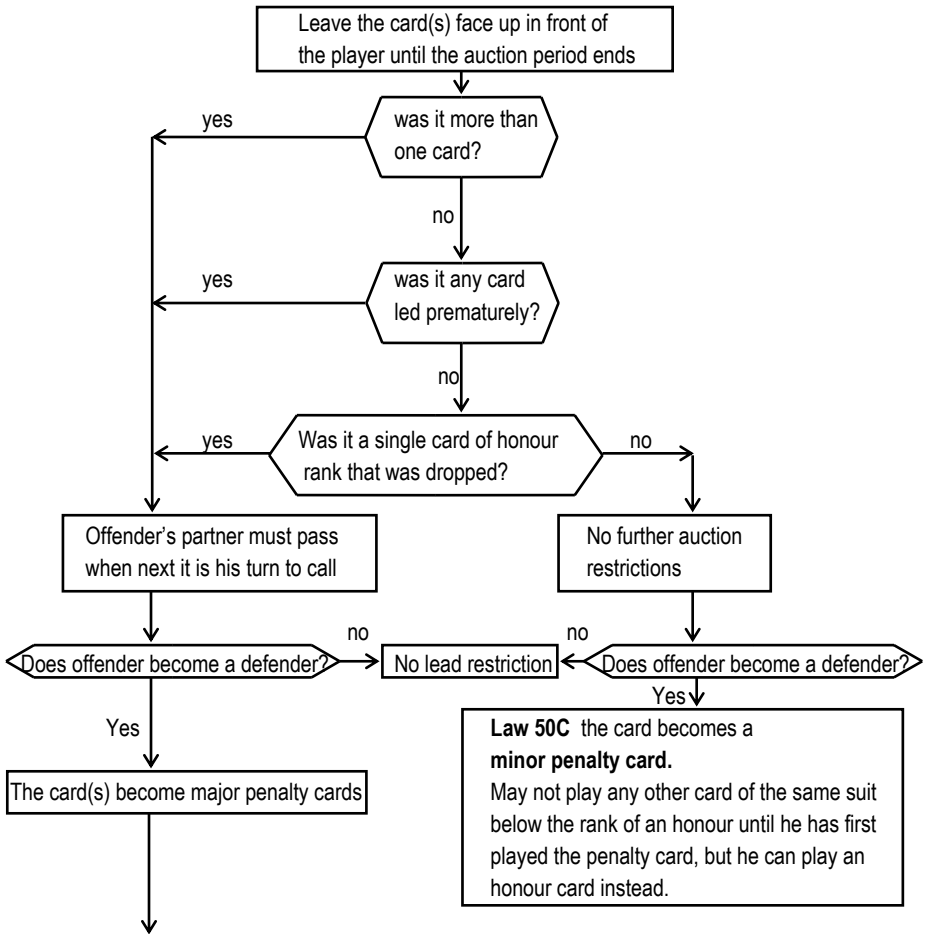 Leave the card(s) face up in front of
the player until the auction period ends
yes
was it more than
one card?
no
yes
was it any card
led prematurely?
no
yes
Was it a single card of honour
rank that was dropped?
no
Offender’s partner must pass
when next it is his turn to call
No further auction
restrictions
Does offender become a defender?
no
No lead restriction
no
Does offender become a defender?
Yes
Yes
The card(s) become major penalty cards
Law 50C the card becomes a
minor penalty card.
May not play any other card of the same suit
below the rank of an honour until he has first
played the penalty card, but he can play an
honour card instead.